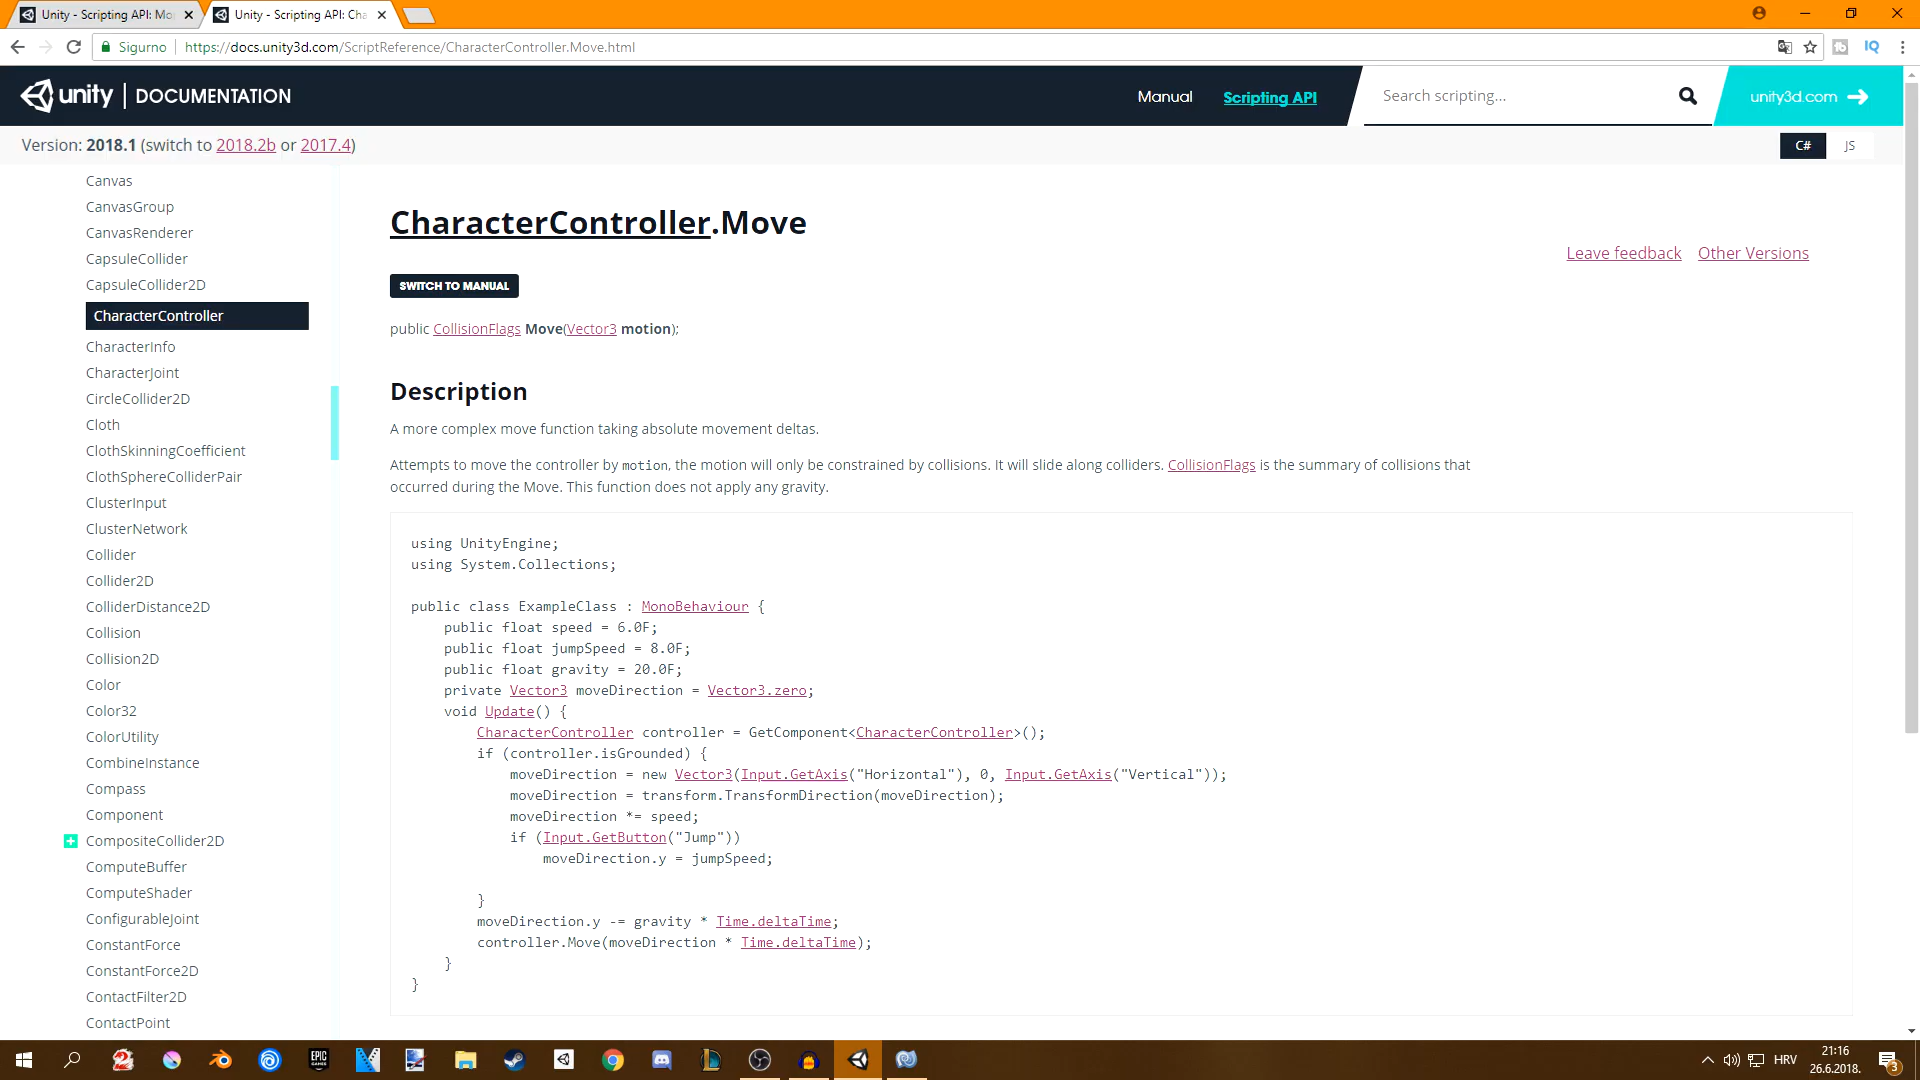 Unity - Scripting API: Mo
Unity - Scripting API: Cha
Sigurno
https://docs.unity3d.com/ScriptReference/CharacterController.Move.html
IQ
unity | DOCUMENTATION
Manual
Scripting API
Search scripting...
unity3d.com
Version: 2018.1 (switch to 2018.2b or 2017.4)
C#
JS
Canvas
CanvasGroup
CanvasRenderer
CapsuleCollider
CapsuleCollider2D
CharacterController
CharacterInfo
CharacterJoint
CircleCollider2D
Cloth
ClothSkinningCoefficient
ClothSphereColliderPair
ClusterInput
ClusterNetwork
Collider
Collider2D
ColliderDistance2D
Collision
Collision2D
Color
Color32
ColorUtility
CombineInstance
Compass
Component
CompositeCollider2D
ComputeBuffer
ComputeShader
ConfigurableJoint
ConstantForce
ConstantForce2D
ContactFilter2D
ContactPoint
CharacterController.Move
Leave feedback
Other Versions
SWITCH TO MANUAL
public CollisionFlags Move(Vector3 motion);
Description
A more complex move function taking absolute movement deltas.
Attempts to move the controller by motion, the motion will only be constrained by collisions. It will slide along colliders. CollisionFlags is the summary of collisions that
occurred during the Move. This function does not apply any gravity.
using UnityEngine;
using System.Collections;
public class ExampleClass : MonoBehaviour {
public float speed = 6.0F;
public float jumpSpeed = 8.0F;
public float gravity = 20.0F;
private Vector3 moveDirection = Vector3.zero;
void Update() {
CharacterController controller = GetComponent<CharacterController>();
if (controller.isGrounded) {
moveDirection = new Vector3(Input.GetAxis("Horizontal"), 0, Input.GetAxis("Vertical"));
moveDirection = transform.TransformDirection(moveDirection);
moveDirection *= speed;
if (Input.GetButton("Jump"))
moveDirection.y = jumpSpeed;
}
moveDirection.y -= gravity * Time.deltaTime;
controller.Move(moveDirection * Time.deltaTime);
}
}
EPIC
GAMES
HRV
21:16
26.6.2018.
3